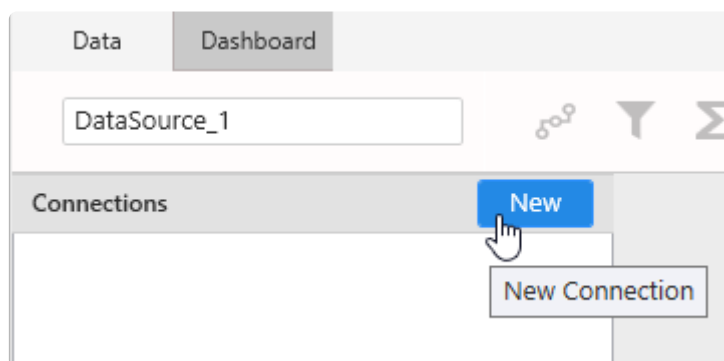 Data Dashboard
DataSource_1
Connections New
New Connection